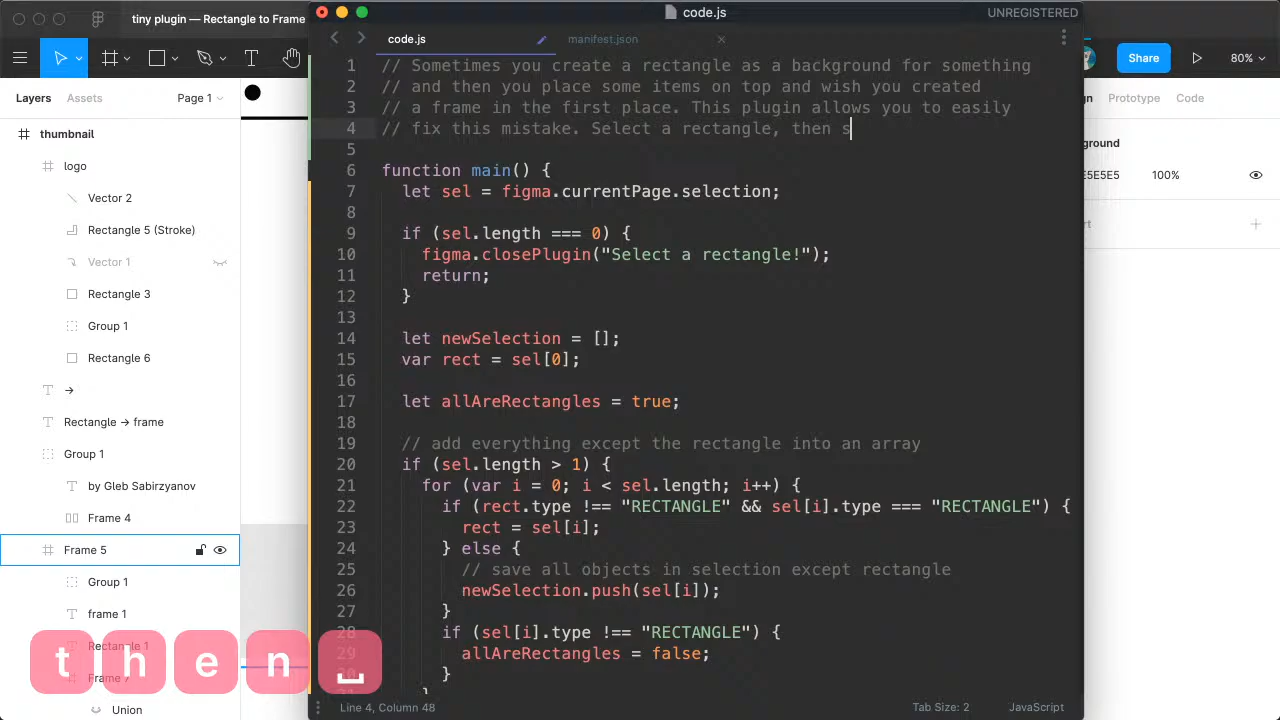 tiny plugin — Rectangle to Frame
code.js
UNREGISTERED
code.js
manifest.json
Share
80%
Layers
Assets
Page 1
Prototype
Code
thumbnail
logo
Vector 2
Rectangle 5 (Stroke)
Vector 1
Rectangle 3
Group 1
Rectangle 6
→
Rectangle → frame
Group 1
by Gleb Sabirzyanov
Frame 4
Frame 5
Group 1
frame 1
Rectangle 1
Union
E5E5
100%
1 // Sometimes you create a rectangle as a background for something
2 // and then you place some items on top and wish you created
3 // a frame in the first place. This plugin allows you to easily
4 // fix this mistake. Select a rectangle, then s
5
6 function main() {
7 let sel = figma.currentPage.selection;
8
9 if (sel.length === 0) {
10 figma.closePlugin("Select a rectangle!");
11 return;
12 }
13
14 let newSelection = [];
15 var rect = sel[0];
16
17 let allAreRectangles = true;
18
19 // add everything except the rectangle into an array
20 if (sel.length > 1) {
21 for (var i = 0; i < sel.length; i++) {
22 if (rect.type !== "RECTANGLE" && sel[i].type === "RECTANGLE") {
23 rect = sel[i];
24 } else {
25 // save all objects in selection except rectangle
26 newSelection.push(sel[i]);
27 }
28 if (sel[i].type !== "RECTANGLE") {
29 allAreRectangles = false;
30 }
t h e n ⎵
Line 4, Column 48
Tab Size: 2
JavaScript